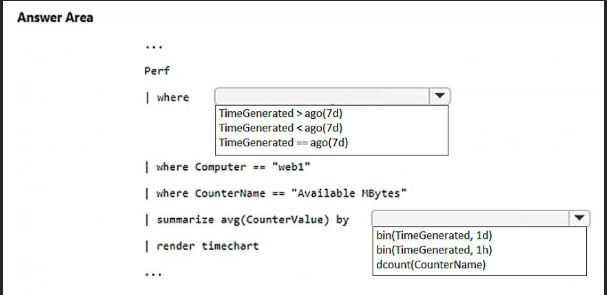 Answer Area
...
Perf
| where
TimeGenerated > ago(7d)
TimeGenerated < ago(7d)
TimeGenerated == ago(7d)
| where Computer == "web1"
| where CounterName == "Available MBytes"
| summarize avg(CounterValue) by
bin(TimeGenerated, 1d)
bin(TimeGenerated, 1h)
dcount(CounterName)
| render timechart
...